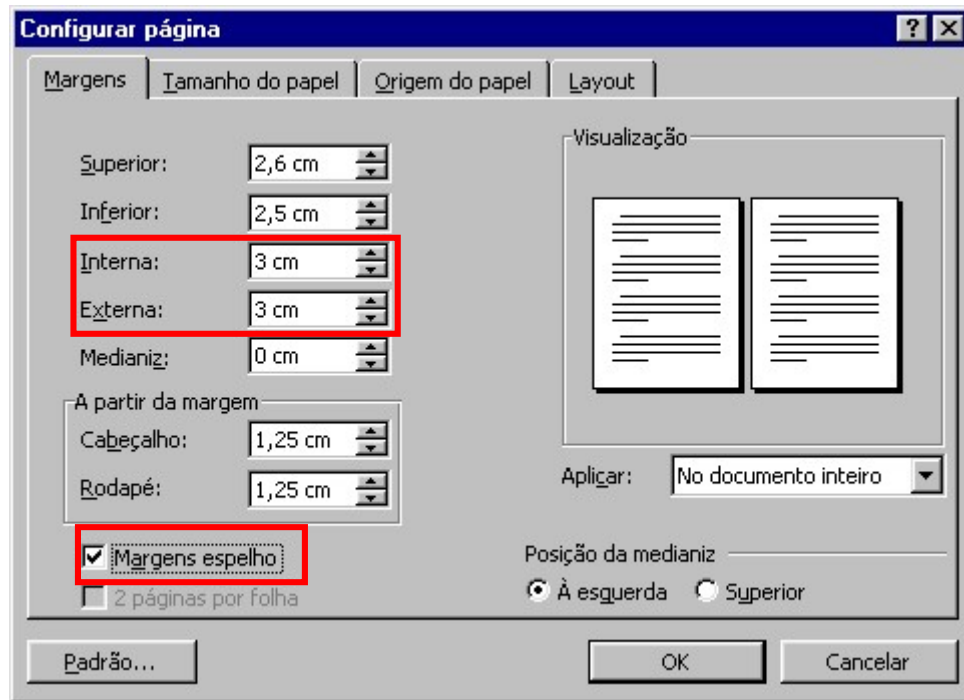 Configurar página
Margens Tamanho do papel Origem do papel Layout
Visualização
Superior: 2,6 cm
Inferior: 2,5 cm
Interna: 3 cm
Externa: 3 cm
Medianiz: 0 cm
A partir da margem
Cabeçalho: 1,25 cm
Rodapé: 1,25 cm
Aplicar: No documento inteiro
Margens espelho
2 páginas por folha
Posição da medianiz
À esquerda Superior
Padrão... OK Cancelar